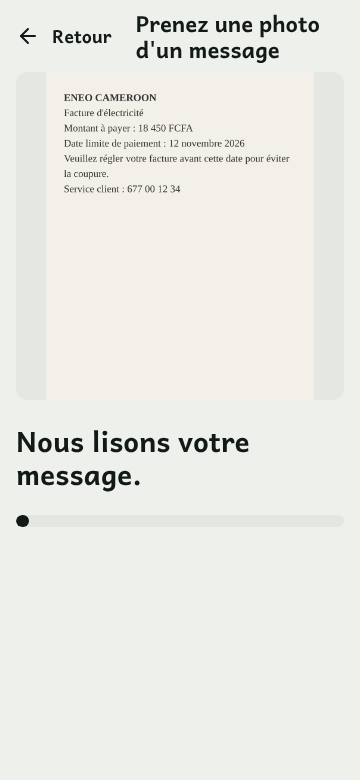 Retour
Prenez une photo
d'un message
ENEO CAMEROON
Facture d'électricité
Montant à payer : 18 450 FCFA
Date limite de paiement : 12 novembre 2026
Veuillez régler votre facture avant cette date pour éviter
la coupure.
Service client : 677 00 12 34
Nous lisons votre
message.